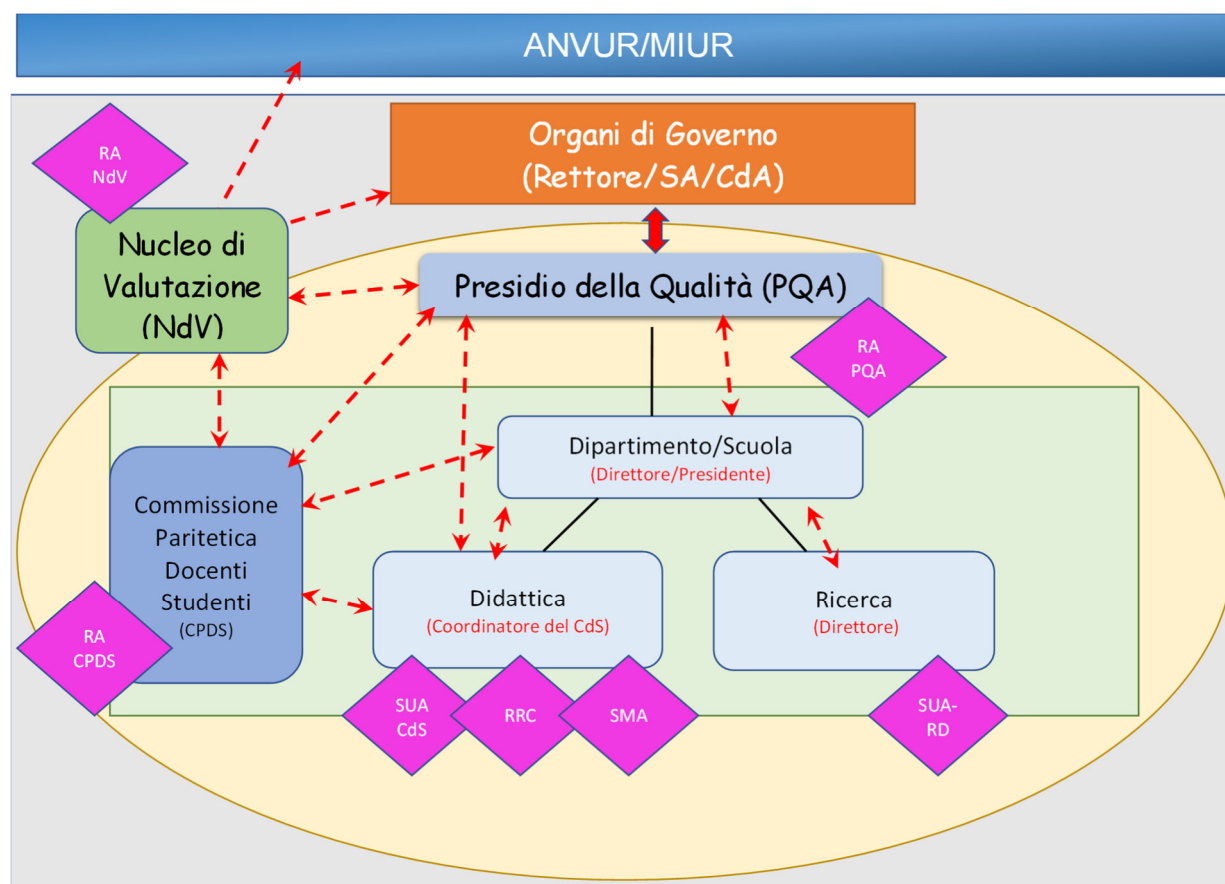 ANVUR/MIUR
Organi di Governo
(Rettore/SA/CdA)
RA
NdV
Nucleo di
Valutazione
(NdV)
Presidio della Qualità (PQA)
RA
PQA
Dipartimento/Scuola
(Direttore/Presidente)
Commissione
Paritetica
Docenti
Studenti
(CPDS)
RA
CPDS
Didattica
(Coordinatore del CdS)
Ricerca
(Direttore)
SUA
CdS
RRC
SMA
SUA-
RD